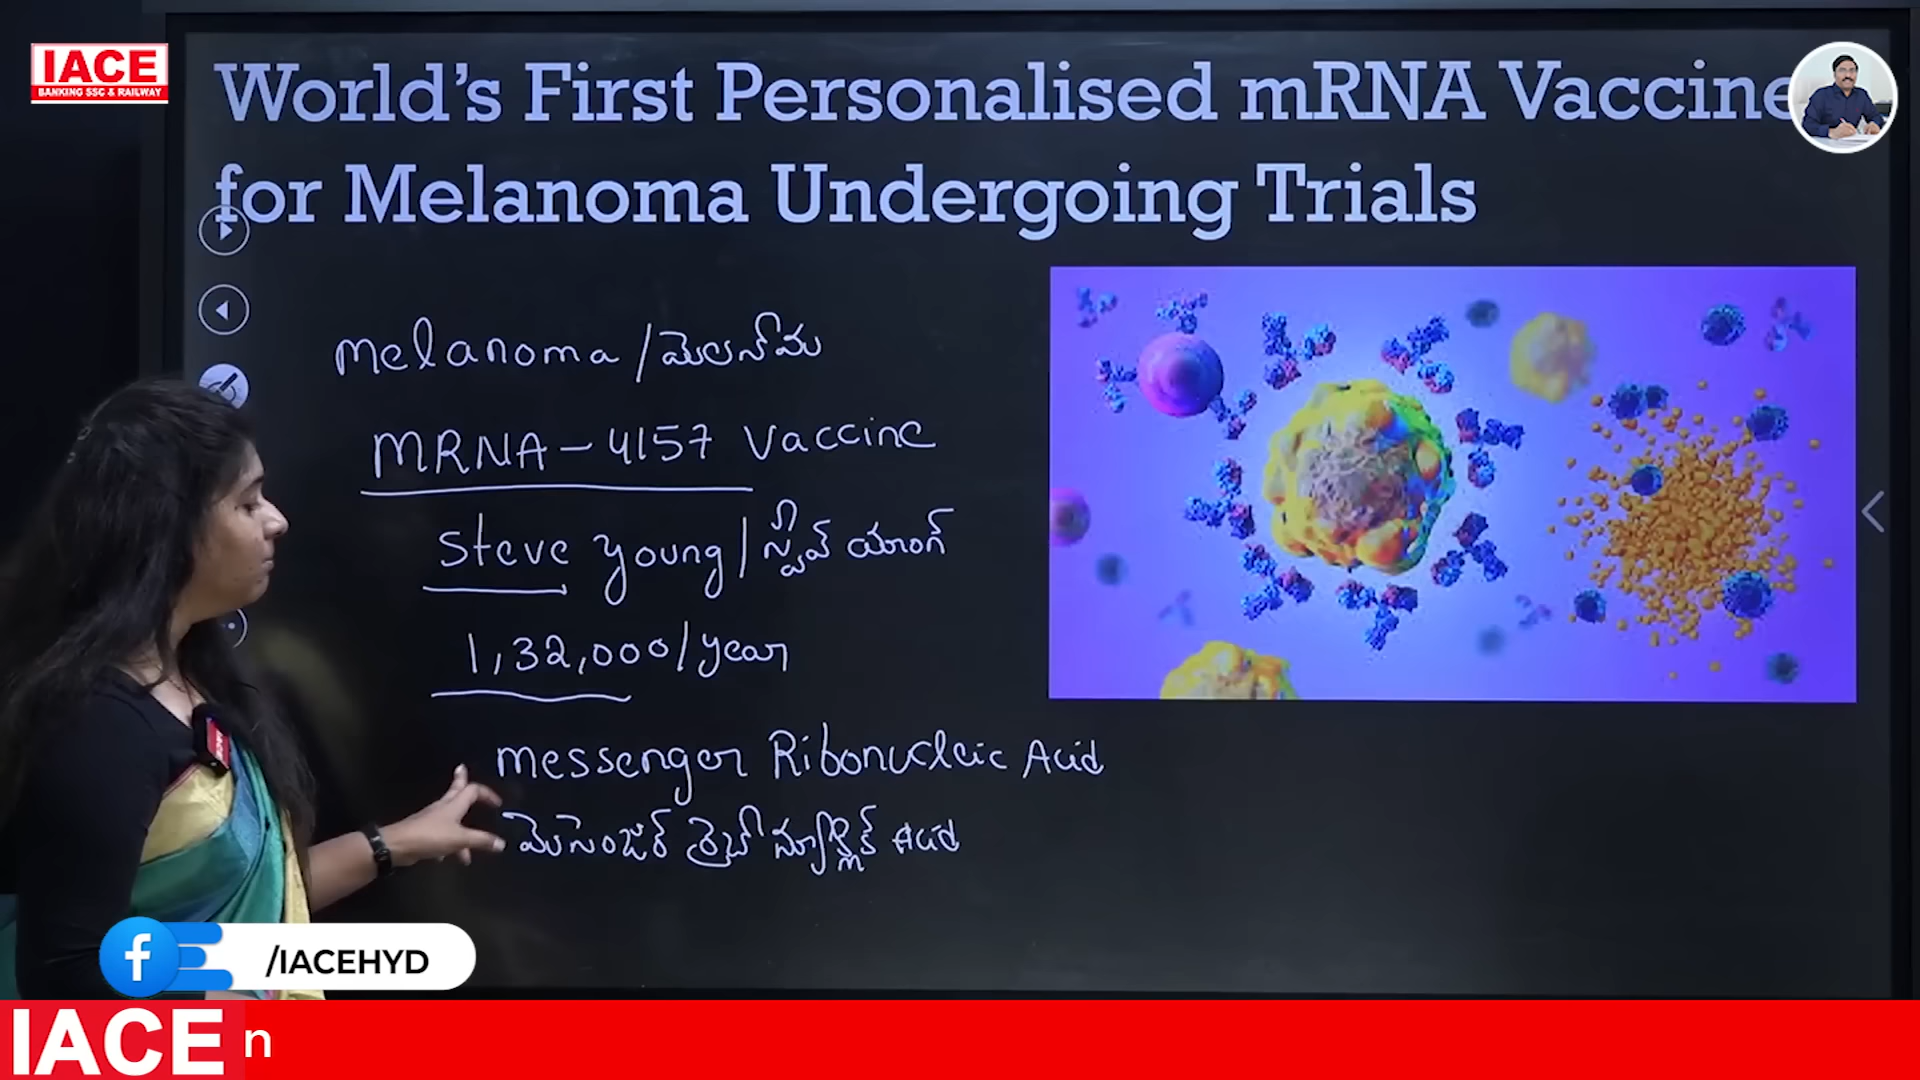 IACE
BANKING SSC & RAILWAY
World's First Personalised mRNA Vaccine
for Melanoma Undergoing Trials
Melanoma / మెలనోమ
MRNA - 4157 Vaccine
Steve young / స్టీవ్ యాంగ్
1,32,000/year
messenger Ribonucleic Acid
మెసెంజర్ రైబో న్యూక్లిక్ Acid
/IACEHYD
IACE n